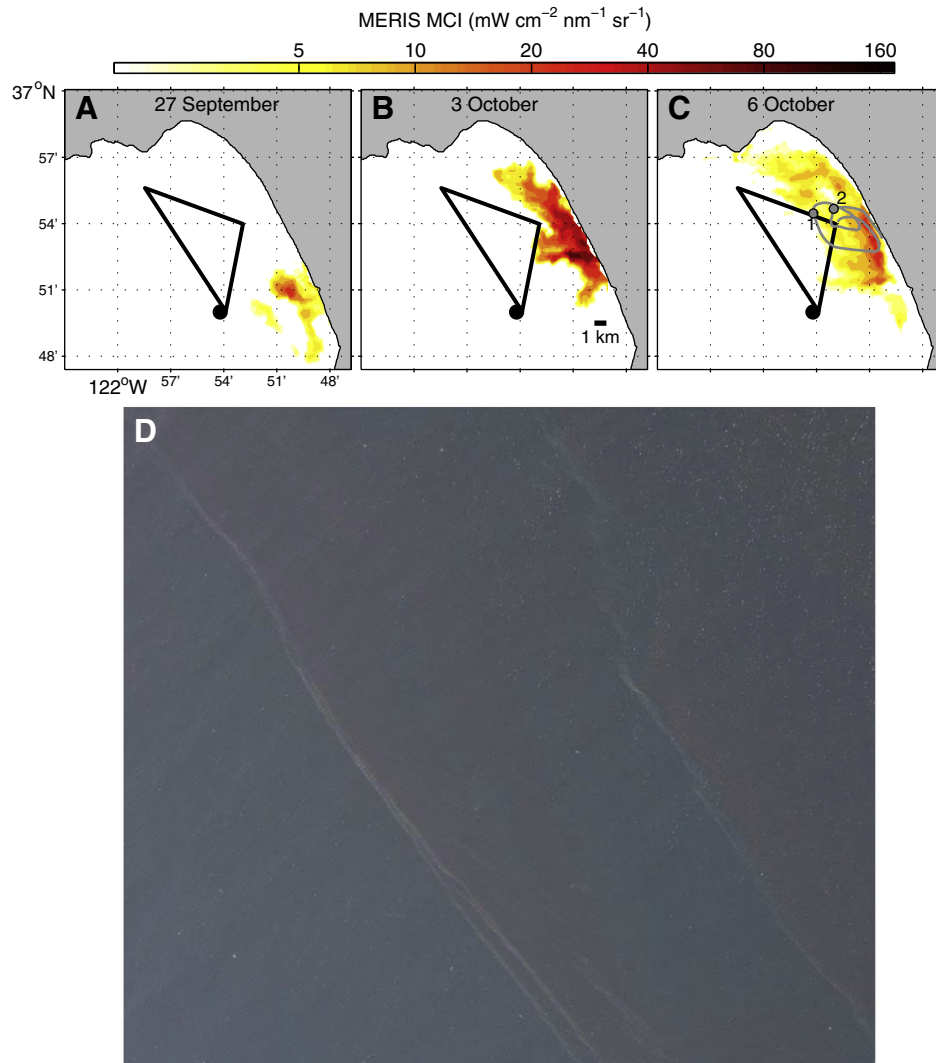 MERIS MCI (mW cm−2 nm−1 sr−1)
5 10 20 40 80 160
37°N
A 27 September
B 3 October
C 6 October
57'
54'
51'
48'
2
1
1 km
122°W 57' 54' 51' 48'
D